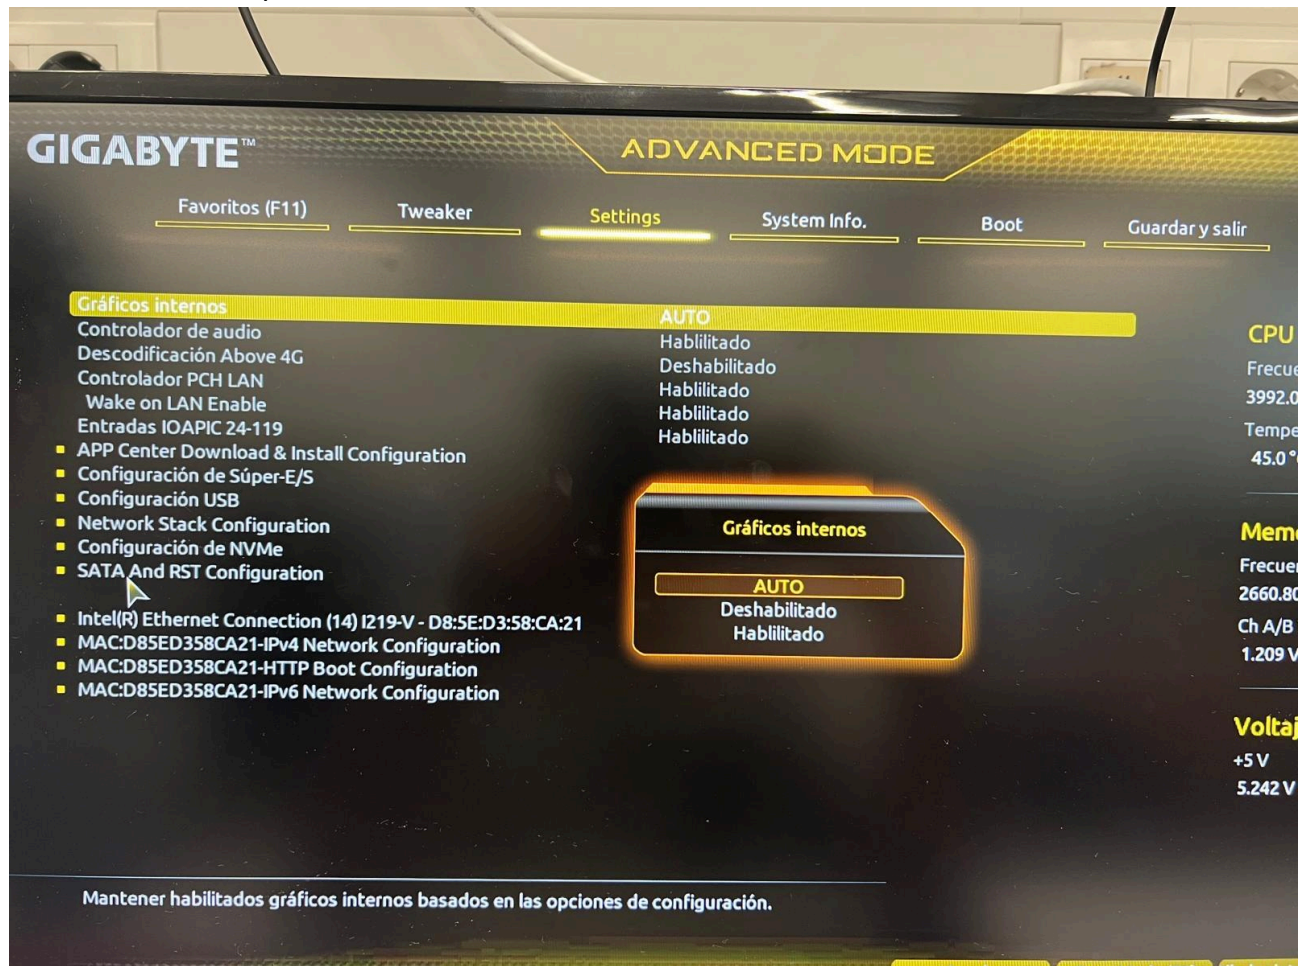 GIGABYTE™
ADVANCED MODE
Favoritos (F11) Tweaker Settings System Info. Boot Guardar y salir
Gráficos internos AUTO
Controlador de audio Hablilitado
Descodificación Above 4G Deshabilitado
Controlador PCH LAN Hablilitado
Wake on LAN Enable Hablilitado
Entradas IOAPIC 24-119 Hablilitado
APP Center Download & Install Configuration
Configuración de Súper-E/S
Configuración USB
Network Stack Configuration
Configuración de NVMe
SATA And RST Configuration
Intel(R) Ethernet Connection (14) I219-V - D8:5E:D3:58:CA:21
MAC:D85ED358CA21-IPv4 Network Configuration
MAC:D85ED358CA21-HTTP Boot Configuration
MAC:D85ED358CA21-IPv6 Network Configuration
Gráficos internos
AUTO
Deshabilitado
Hablilitado
CPU
3992.0
45.0 °
2660.80
Ch A/B
1.209 V
+5 V
5.242 V
Mantener habilitados gráficos internos basados en las opciones de configuración.